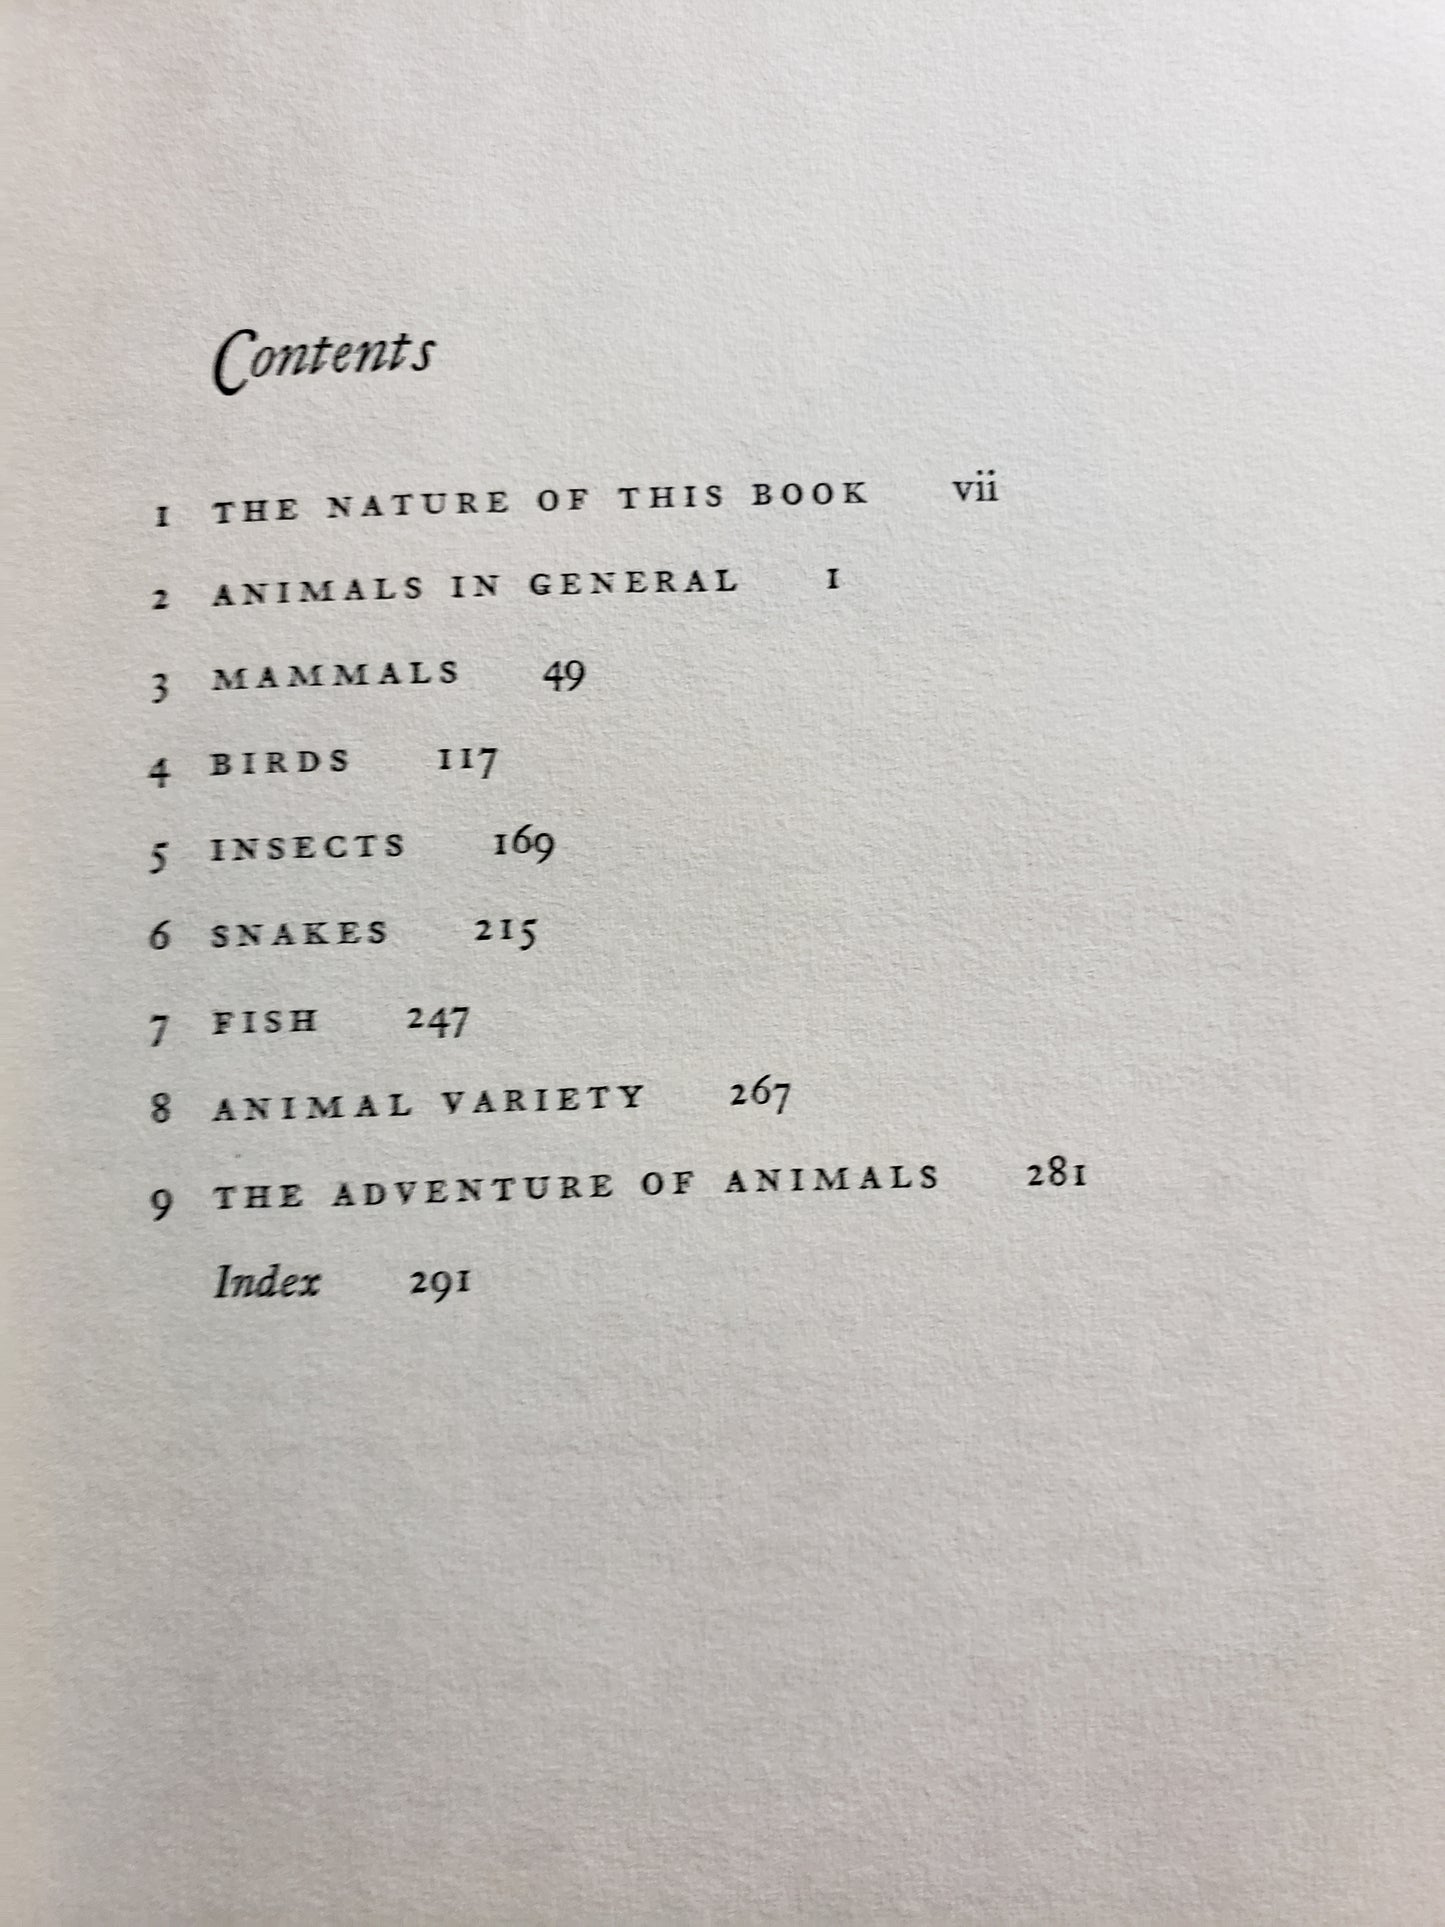 Contents
1 THE NATURE OF THIS BOOK vii
2 ANIMALS IN GENERAL 1
3 MAMMALS 49
4 BIRDS 117
5 INSECTS 169
6 SNAKES 215
7 FISH 247
8 ANIMAL VARIETY 267
9 THE ADVENTURE OF ANIMALS 281
Index 291